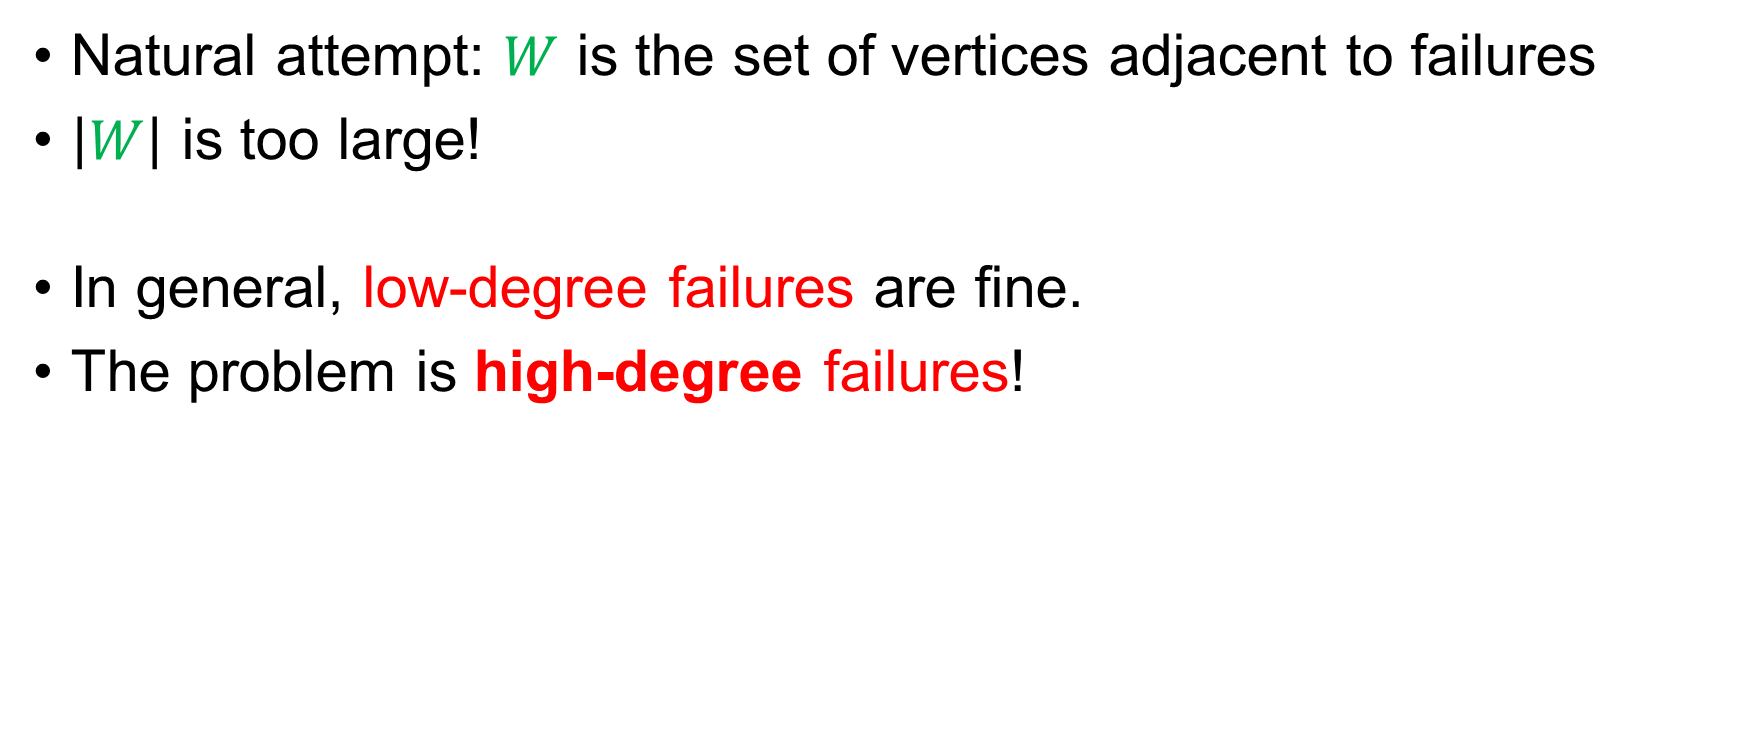 • Natural attempt: W is the set of vertices adjacent to failures
• |W| is too large!
• In general, low-degree failures are fine.
• The problem is high-degree failures!